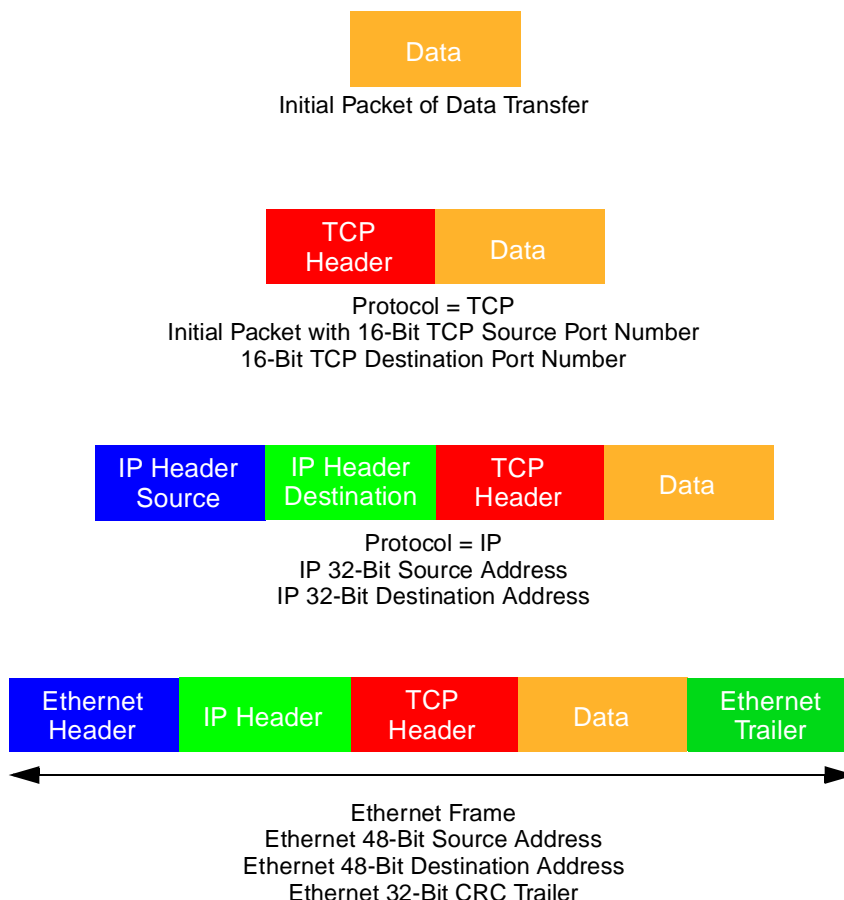 Data
Initial Packet of Data Transfer
TCP
Header
Data
Protocol = TCP
Initial Packet with 16-Bit TCP Source Port Number
16-Bit TCP Destination Port Number
IP Header
Source
IP Header
Destination
TCP
Header
Data
Protocol = IP
IP 32-Bit Source Address
IP 32-Bit Destination Address
Ethernet
Header
IP Header
TCP
Header
Data
Ethernet
Trailer
Ethernet Frame
Ethernet 48-Bit Source Address
Ethernet 48-Bit Destination Address
Ethernet 32-Bit CRC Trailer